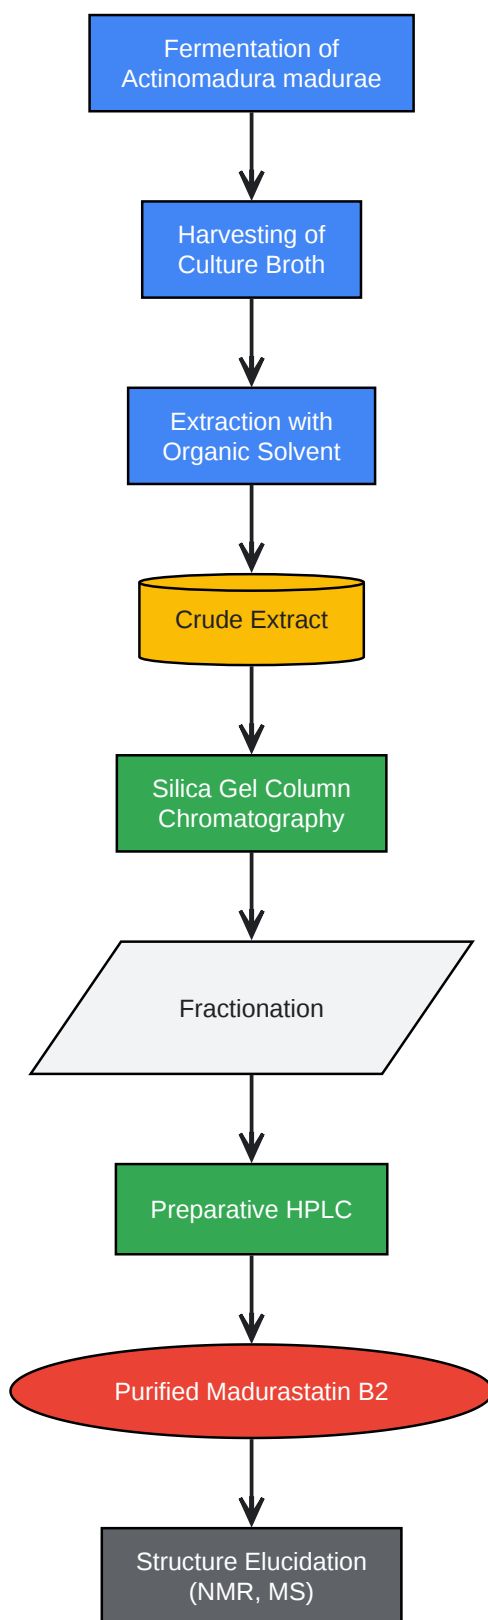 Fermentation of
Actinomadura madurae
Harvesting of
Culture Broth
Extraction with
Organic Solvent
Crude Extract
Silica Gel Column
Chromatography
Fractionation
Preparative HPLC
Purified Madurastatin B2
Structure Elucidation
(NMR, MS)